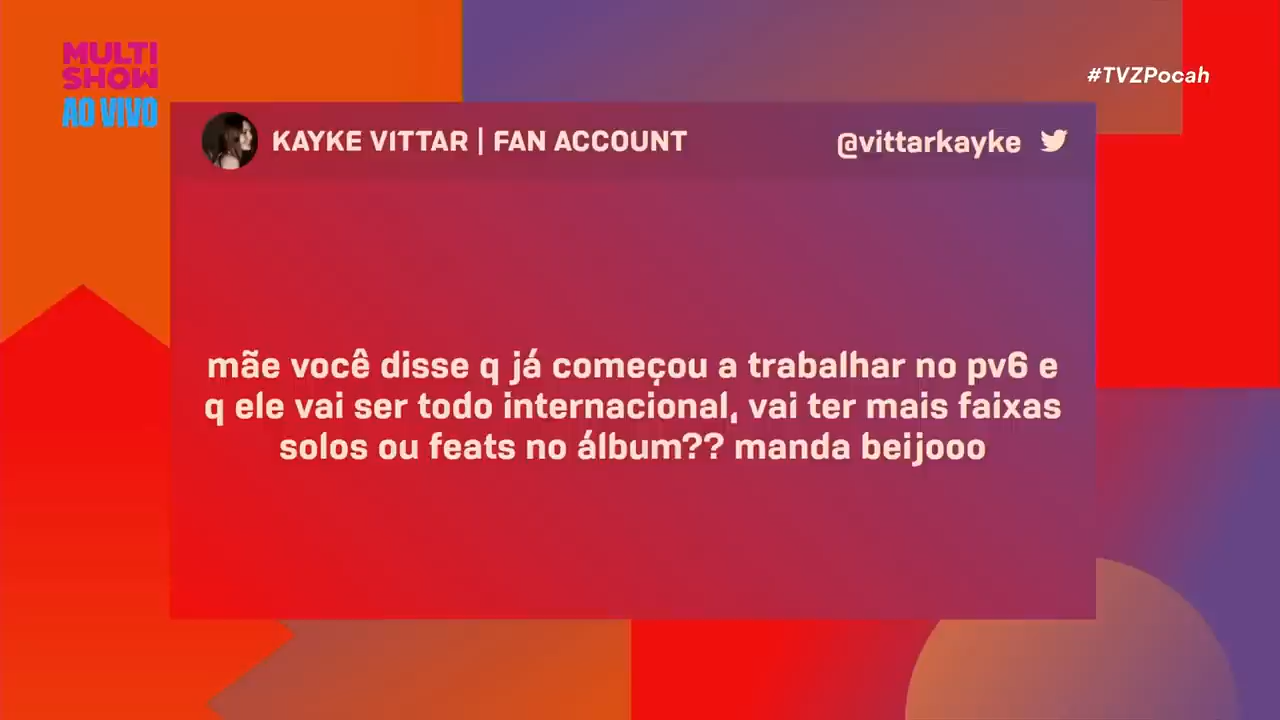 MULTI
SHOW
AO VIVO
#TVZPocah
KAYKE VITTAR | FAN ACCOUNT
@vittarkayke
mãe você disse q já começou a trabalhar no pv6 e
q ele vai ser todo internacional, vai ter mais faixas
solos ou feats no álbum?? manda beijooo